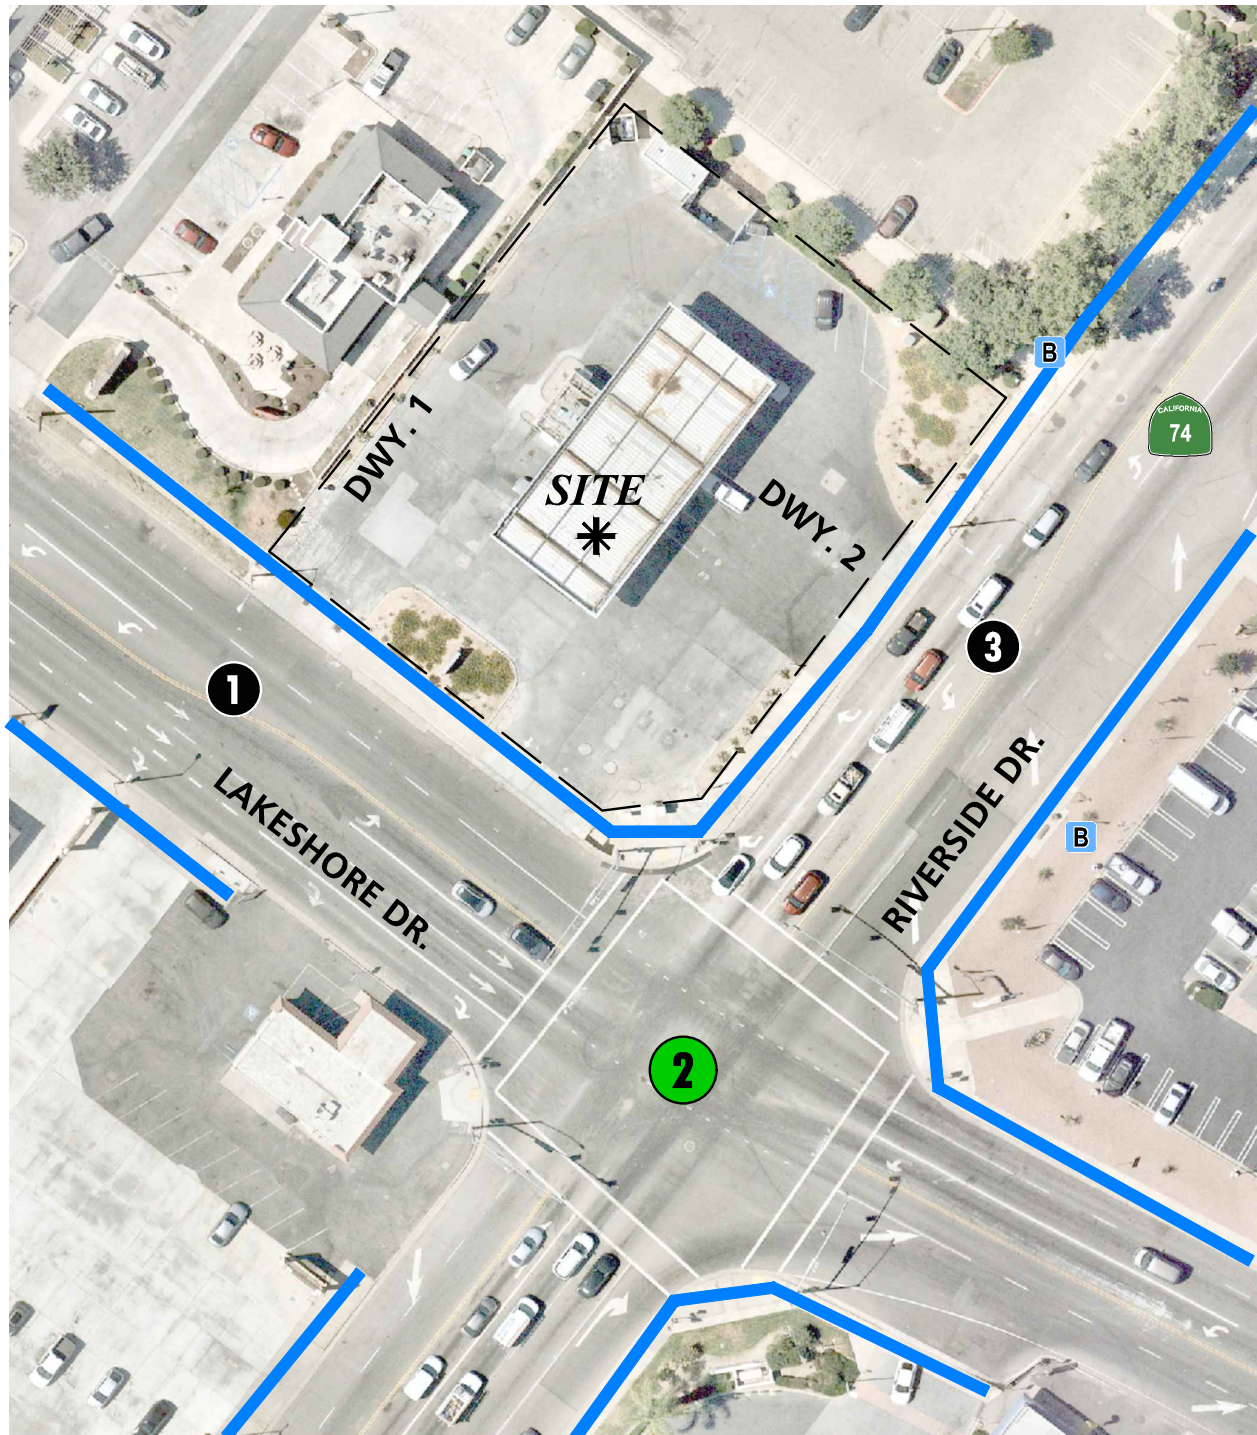 B
CALIFORNIA
74
DWY. 1
SITE
DWY. 2
3
1
RIVERSIDE DR.
LAKESHORE DR.
B
2